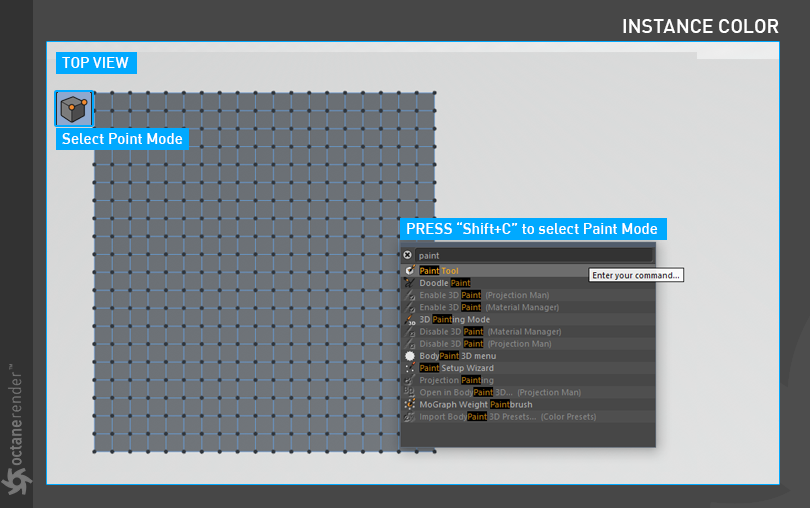 INSTANCE COLOR
TOP VIEW
Select Point Mode
PRESS “Shift+C” to select Paint Mode
paint
Paint Tool
Enter your command...
Doodle Paint
Enable 3D Paint (Projection Man)
Enable 3D Paint (Material Manager)
3D Painting Mode
Disable 3D Paint (Material Manager)
Disable 3D Paint (Projection Man)
BodyPaint 3D menu
Paint Setup Wizard
Projection Painting
Open in BodyPaint 3D... (Projection Man)
MoGraph Weight Paintbrush
Import BodyPaint 3D Presets... (Color Presets)
octanerender™